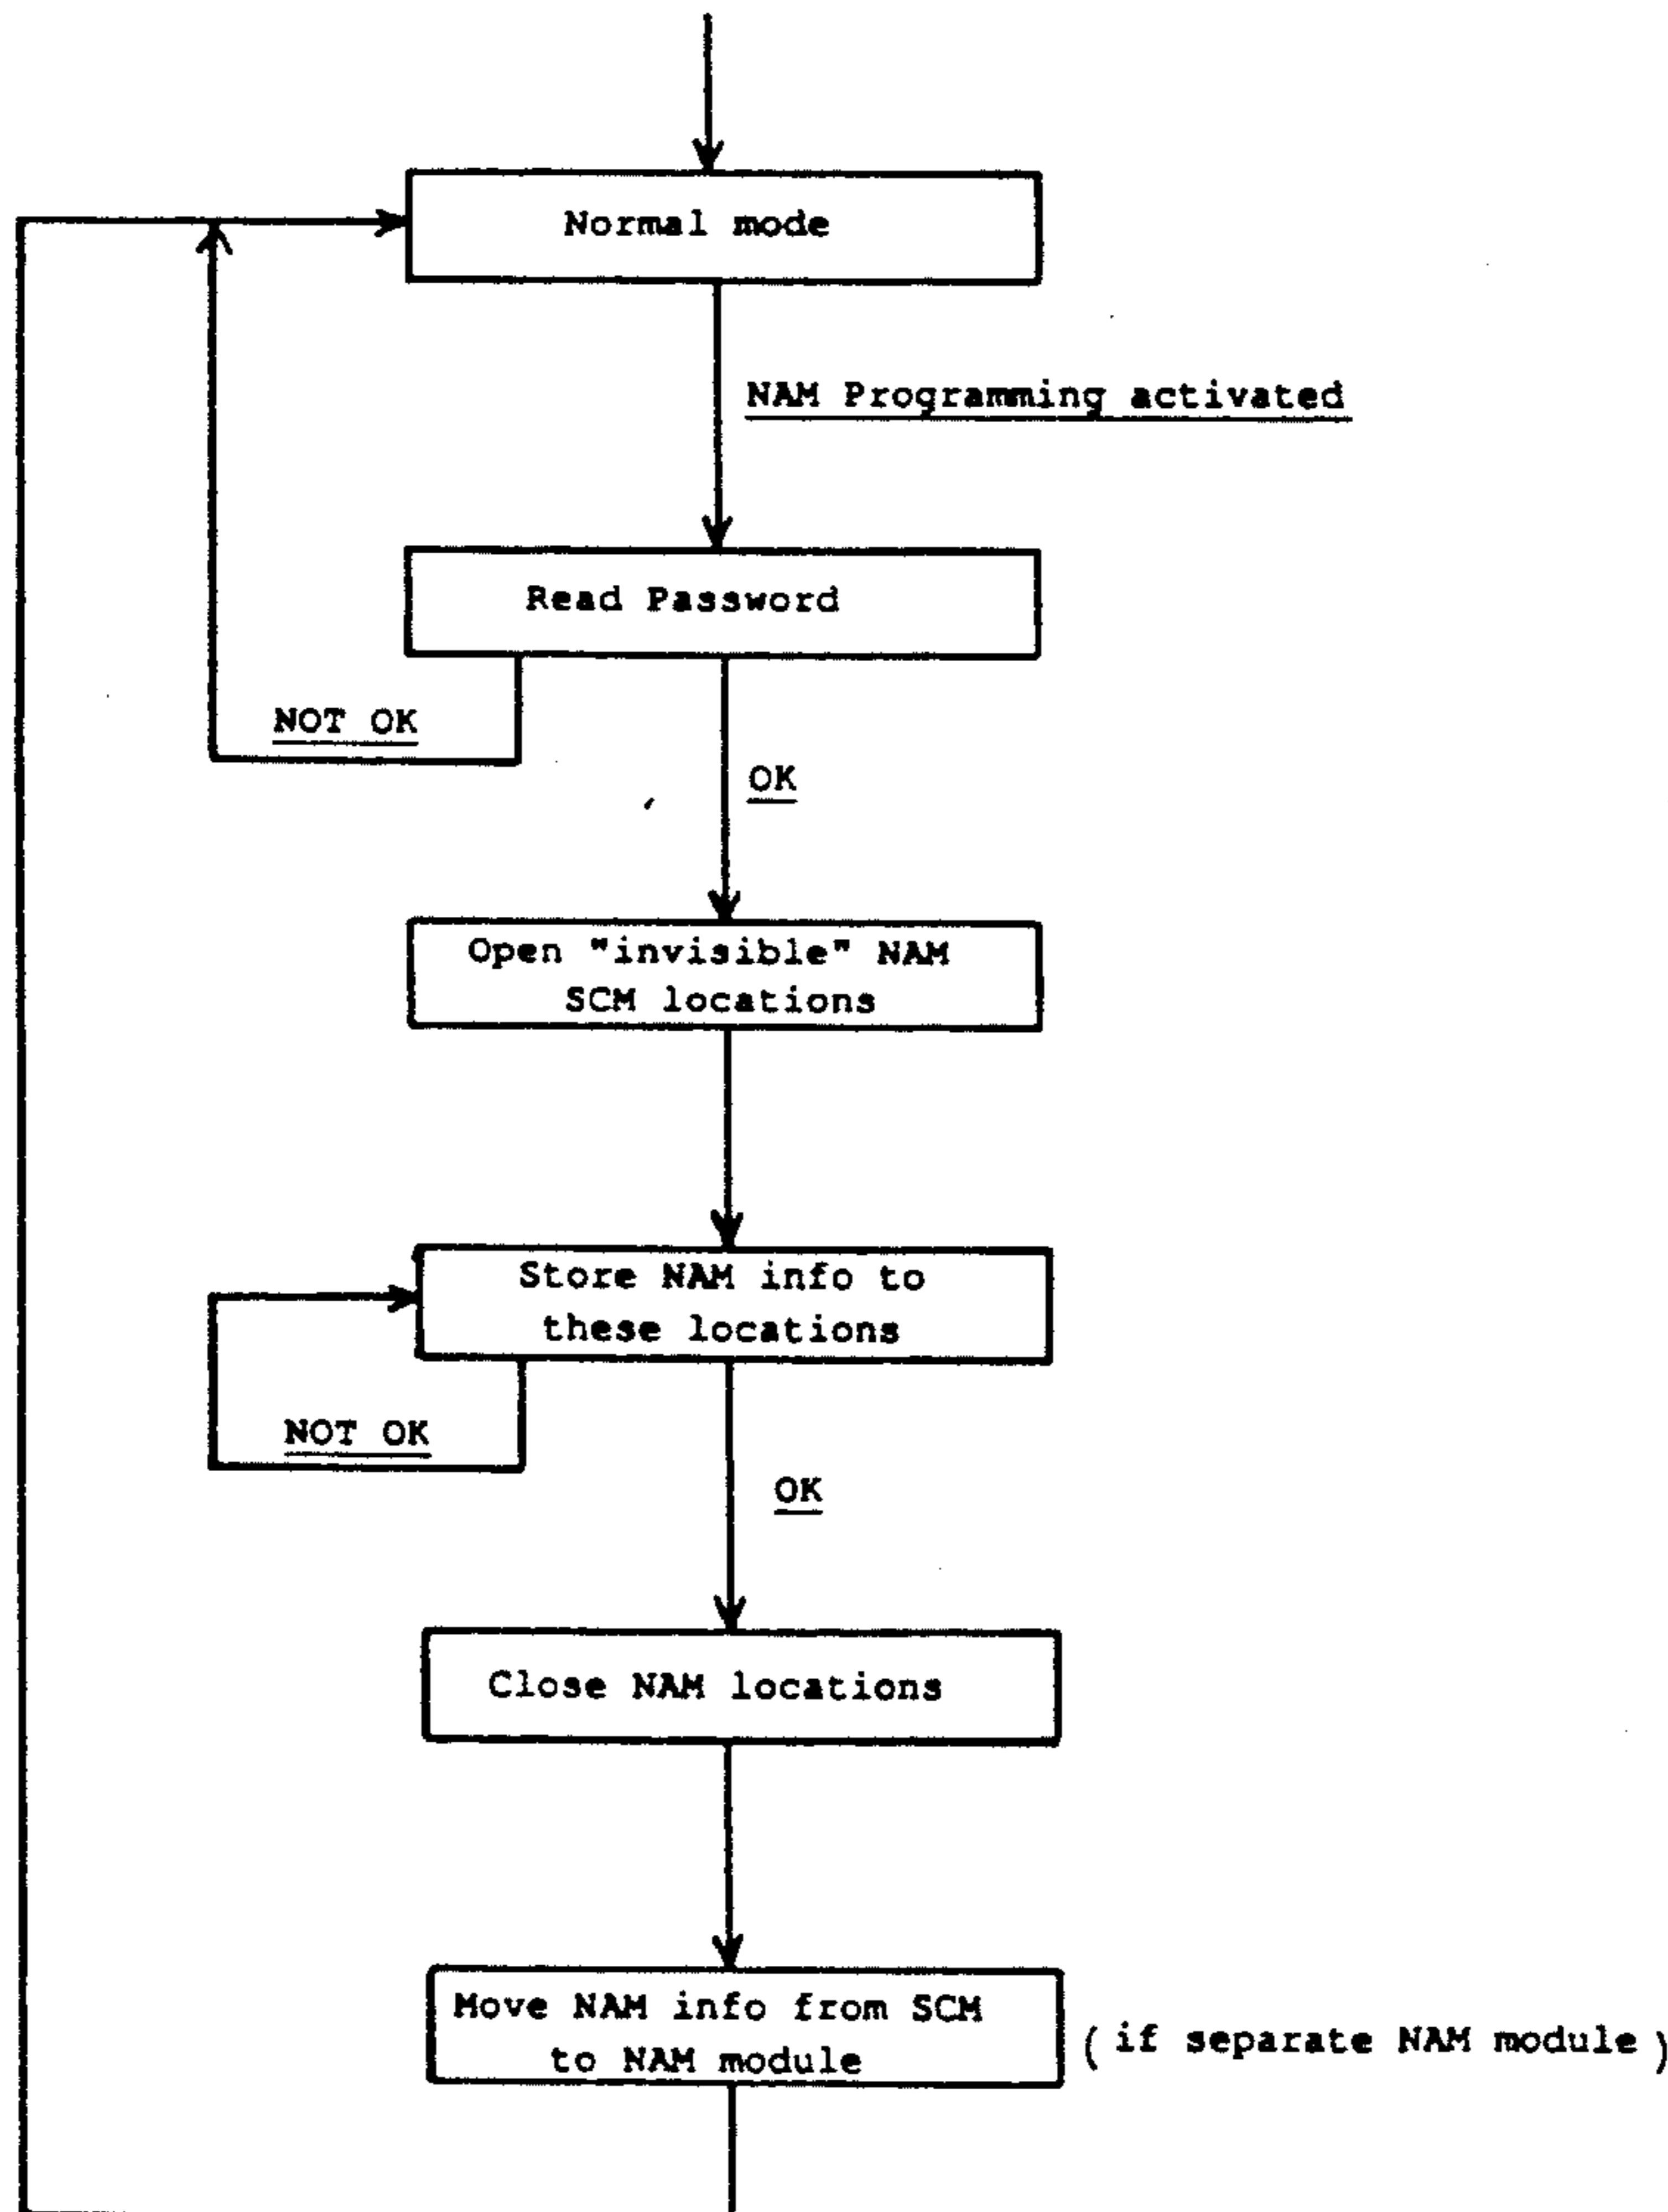 Normal mode
NAM Programming activated
Read Password
NOT OK
OK
Open "invisible" NAM
SCM locations
Store NAM info to
these locations
NOT OK
OK
Close NAM locations
Move NAM info from SCM
to NAM module
(if separate NAM module)